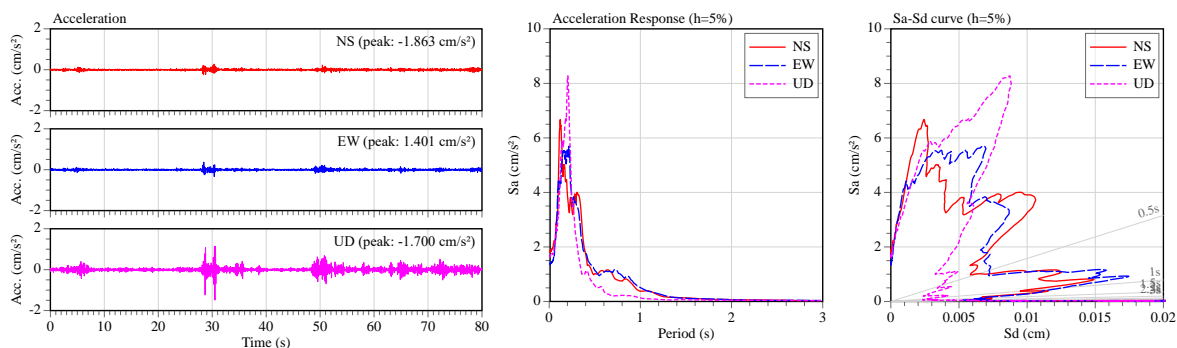 Acceleration
Acc. (cm/s²)
2
0
-2
NS (peak: -1.863 cm/s²)
Acc. (cm/s²)
2
0
-2
EW (peak: 1.401 cm/s²)
Acc. (cm/s²)
2
0
-2
UD (peak: -1.700 cm/s²)
0 10 20 30 40 50 60 70 80
Time (s)
Acceleration Response (h=5%)
Sa (cm/s²)
10
8
6
4
2
0
NS
EW
UD
0 1 2 3
Period (s)
Sa-Sd curve (h=5%)
Sa (cm/s²)
10
8
6
4
2
0
NS
EW
UD
0.5s
1s
0 0.005 0.01 0.015 0.02
Sd (cm)